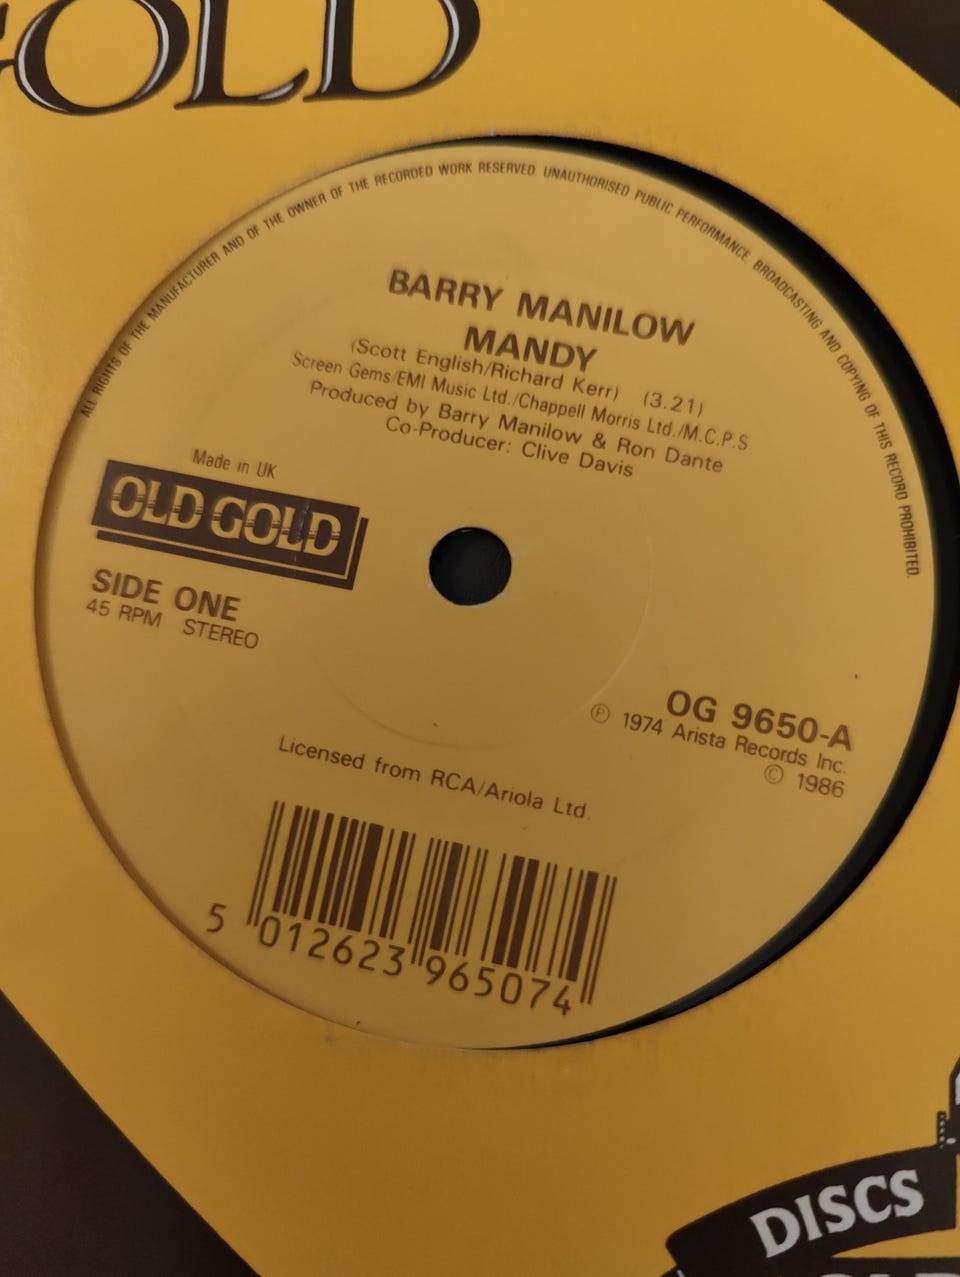 GOLD
ALL RIGHTS OF THE MANUFACTURER AND OF THE OWNER OF THE RECORDED WORK RESERVED. UNAUTHORISED PUBLIC PERFORMANCE, BROADCASTING AND COPYING OF THIS RECORD PROHIBITED.
BARRY MANILOW
MANDY
(Scott English/Richard Kerr) (3.21)
Screen Gems/EMI Music Ltd./Chappell Morris Ltd./M.C.P.S
Produced by Barry Manilow & Ron Dante
Co-Producer: Clive Davis
Made in UK
OLD GOLD
SIDE ONE
45 RPM STEREO
OG 9650-A
℗ 1974 Arista Records Inc.
© 1986
Licensed from RCA/Ariola Ltd.
5 012623 965074
DISCS